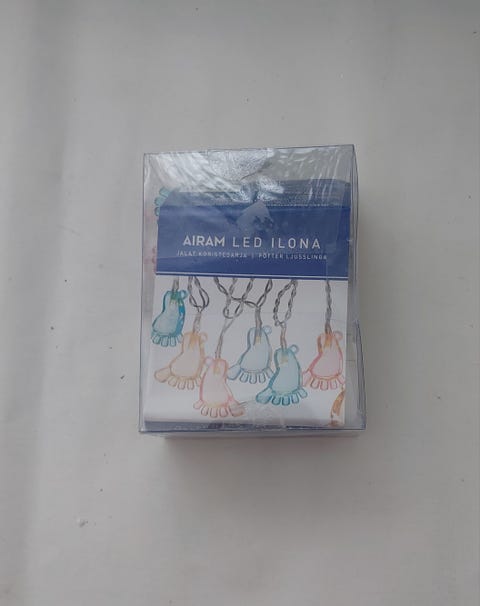 AIRAM LED ILONA
JALAT KORISTESARJA | FÖTTER LJUSSLINGA